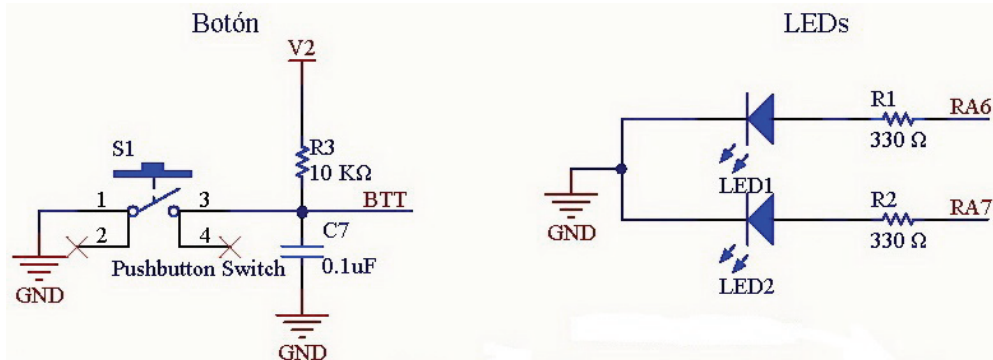 Botón
V2
S1
R3
10 KΩ
1
3
BTT
2
4
C7
0.1uF
Pushbutton Switch
GND
GND
LEDs
R1
RA6
330 Ω
LED1
R2
RA7
330 Ω
GND
LED2